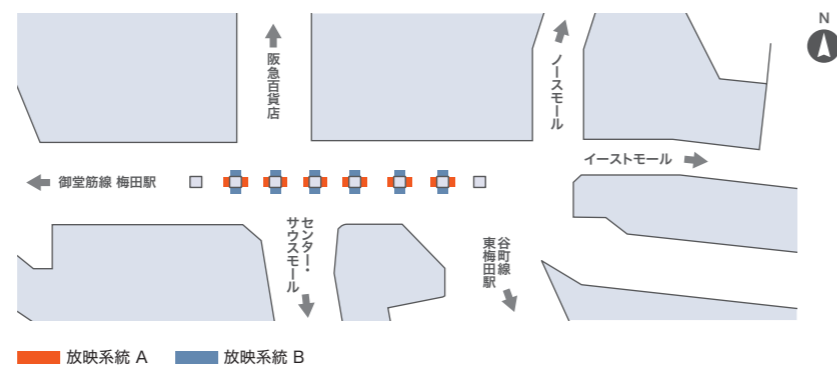 N
阪急百貨店
ノースモール
イーストモール
御堂筋線 梅田駅
センター・
サウスモール
谷町線
東梅田駅
放映系統 A
放映系統 B